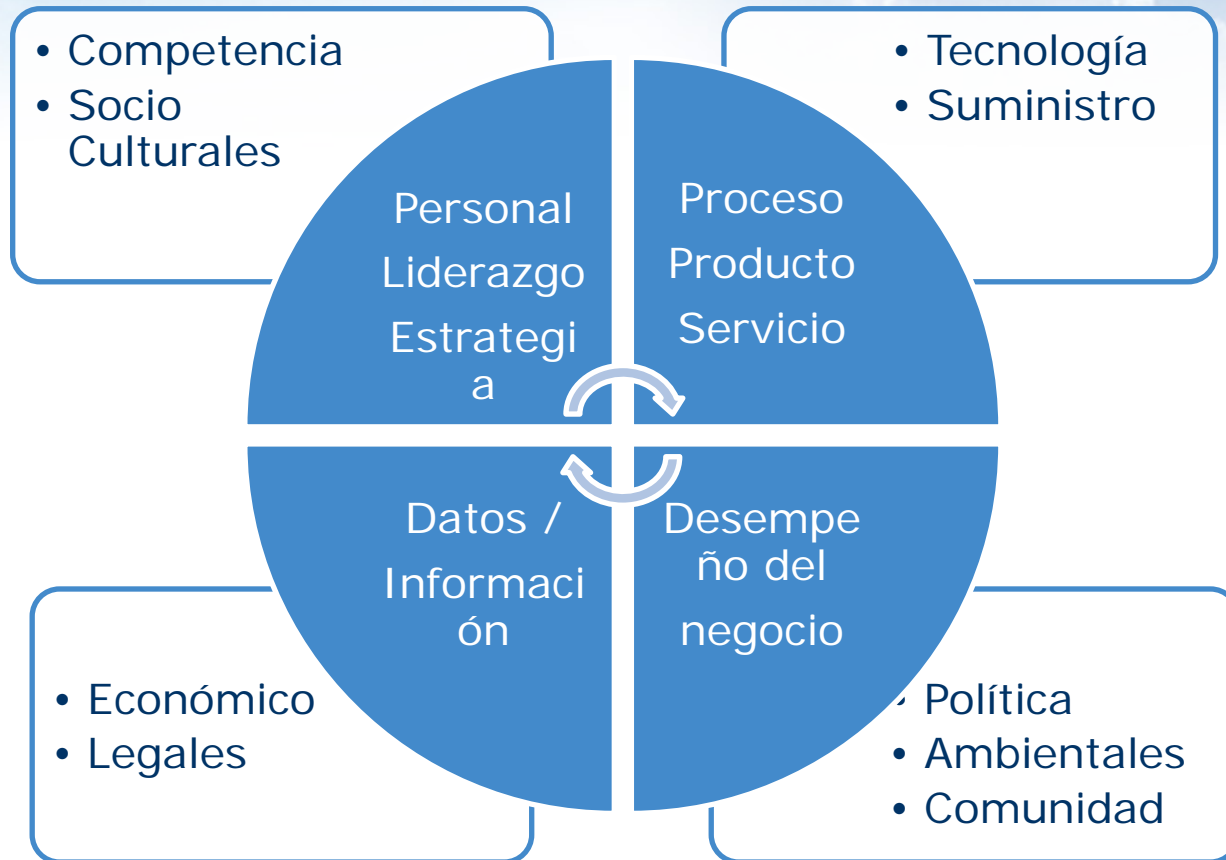 • Competencia
• Socio
Culturales
• Tecnología
• Suministro
Personal
Liderazgo
Estrategi
a
Proceso
Producto
Servicio
Datos /
Informaci
ón
Desempe
ño del
negocio
• Económico
• Legales
• Política
• Ambientales
• Comunidad